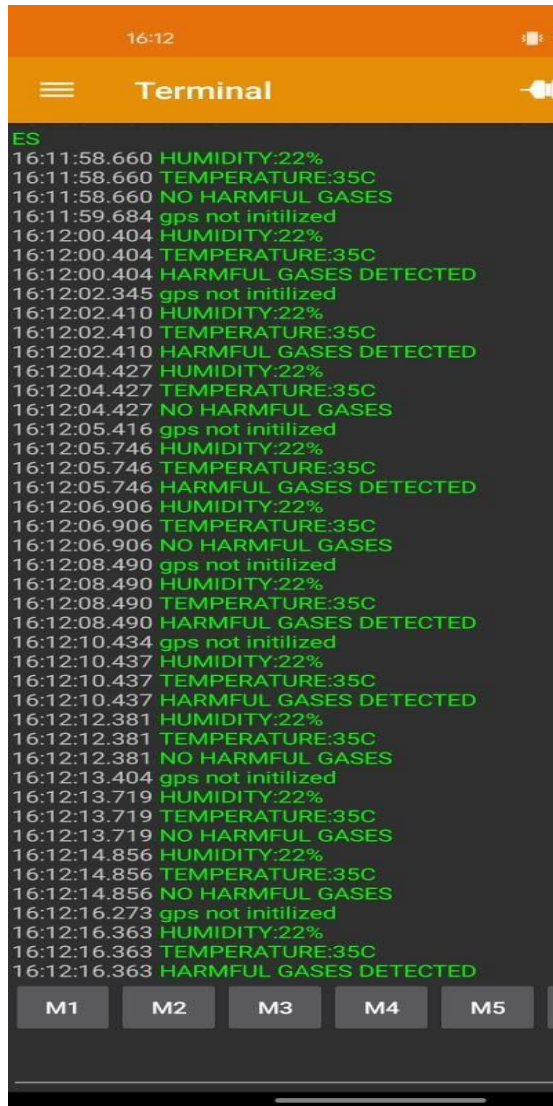 16:12
Terminal
ES
16:11:58.660 HUMIDITY:22%
16:11:58.660 TEMPERATURE:35C
16:11:58.660 NO HARMFUL GASES
16:11:59.684 gps not initilized
16:12:00.404 HUMIDITY:22%
16:12:00.404 TEMPERATURE:35C
16:12:00.404 HARMFUL GASES DETECTED
16:12:02.345 gps not initilized
16:12:02.410 HUMIDITY:22%
16:12:02.410 TEMPERATURE:35C
16:12:02.410 HARMFUL GASES DETECTED
16:12:04.427 HUMIDITY:22%
16:12:04.427 TEMPERATURE:35C
16:12:04.427 NO HARMFUL GASES
16:12:05.416 gps not initilized
16:12:05.746 HUMIDITY:22%
16:12:05.746 TEMPERATURE:35C
16:12:05.746 HARMFUL GASES DETECTED
16:12:06.906 HUMIDITY:22%
16:12:06.906 TEMPERATURE:35C
16:12:06.906 NO HARMFUL GASES
16:12:08.490 gps not initilized
16:12:08.490 HUMIDITY:22%
16:12:08.490 TEMPERATURE:35C
16:12:08.490 HARMFUL GASES DETECTED
16:12:10.434 gps not initilized
16:12:10.437 HUMIDITY:22%
16:12:10.437 TEMPERATURE:35C
16:12:10.437 HARMFUL GASES DETECTED
16:12:12.381 HUMIDITY:22%
16:12:12.381 TEMPERATURE:35C
16:12:12.381 NO HARMFUL GASES
16:12:13.404 gps not initilized
16:12:13.719 HUMIDITY:22%
16:12:13.719 TEMPERATURE:35C
16:12:13.719 NO HARMFUL GASES
16:12:14.856 HUMIDITY:22%
16:12:14.856 TEMPERATURE:35C
16:12:14.856 NO HARMFUL GASES
16:12:16.273 gps not initilized
16:12:16.363 HUMIDITY:22%
16:12:16.363 TEMPERATURE:35C
16:12:16.363 HARMFUL GASES DETECTED
M1 M2 M3 M4 M5